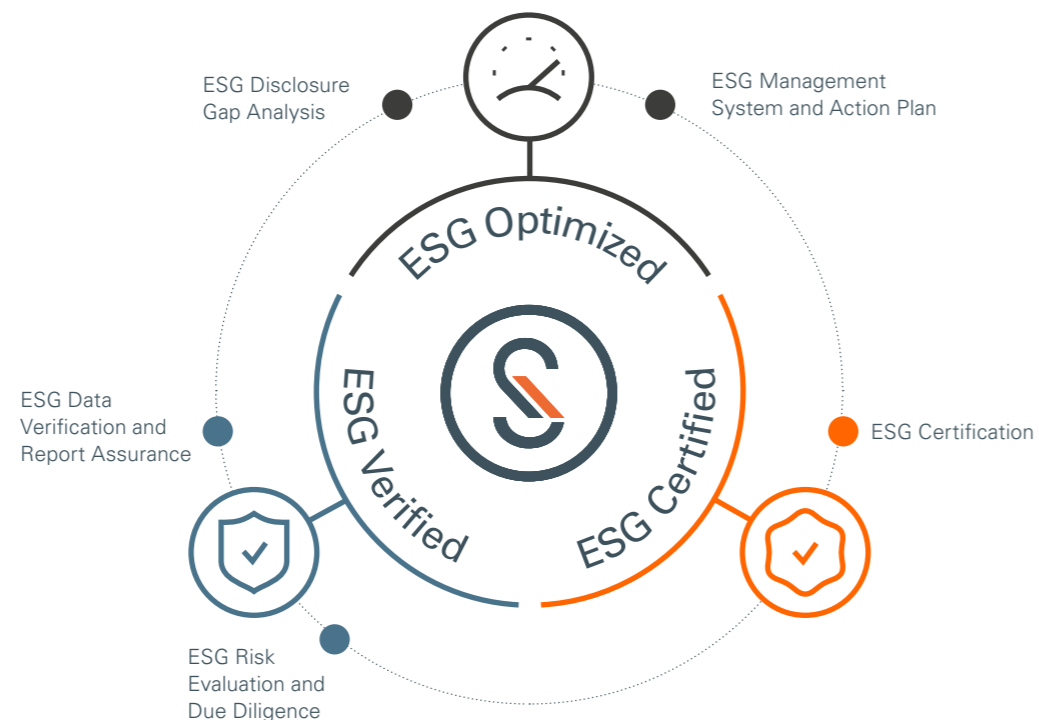 ESG Disclosure
Gap Analysis
ESG Management
System and Action Plan
ESG Optimized
ESG Verified
ESG Certified
ESG Data
Verification and
Report Assurance
ESG Certification
ESG Risk
Evaluation and
Due Diligence